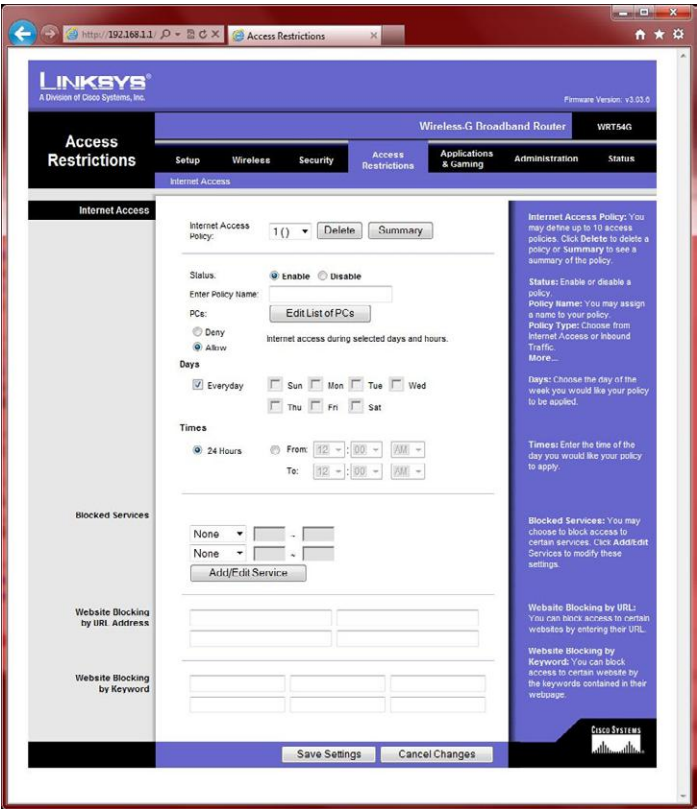 http://192.168.1.1/
Access Restrictions
LINKSYS®
A Division of Cisco Systems, Inc.
Firmware Version: v3.03.6
Wireless-G Broadband Router WRT54G
Access
Restrictions
Setup Wireless Security Access Restrictions Applications & Gaming Administration Status
Internet Access
Internet Access
Internet Access
Policy:
1 () Delete Summary
Status: Enable Disable
Enter Policy Name:
PCs: Edit List of PCs
Deny
Allow
Internet access during selected days and hours.
Days
Everyday Sun Mon Tue Wed
Thu Fri Sat
Times
24 Hours From: 12 : 00 AM
To: 12 : 00 AM
Blocked Services
None ~
None ~
Add/Edit Service
Website Blocking
by URL Address
Website Blocking
by Keyword
Internet Access Policy: You
may define up to 10 access
policies. Click Delete to delete a
policy or Summary to see a
summary of the policy.
Status: Enable or disable a
policy.
Policy Name: You may assign
a name to your policy.
Policy Type: Choose from
Internet Access or Inbound
Traffic.
More...
Days: Choose the day of the
week you would like your policy
to be applied.
Times: Enter the time of the
day you would like your policy
to apply.
Blocked Services: You may
choose to block access to
certain services. Click Add/Edit
Services to modify these
settings.
Website Blocking by URL:
You can block access to certain
websites by entering their URL.
Website Blocking by
Keyword: You can block
access to certain website by
the keywords contained in their
webpage.
CISCO SYSTEMS
Save Settings Cancel Changes